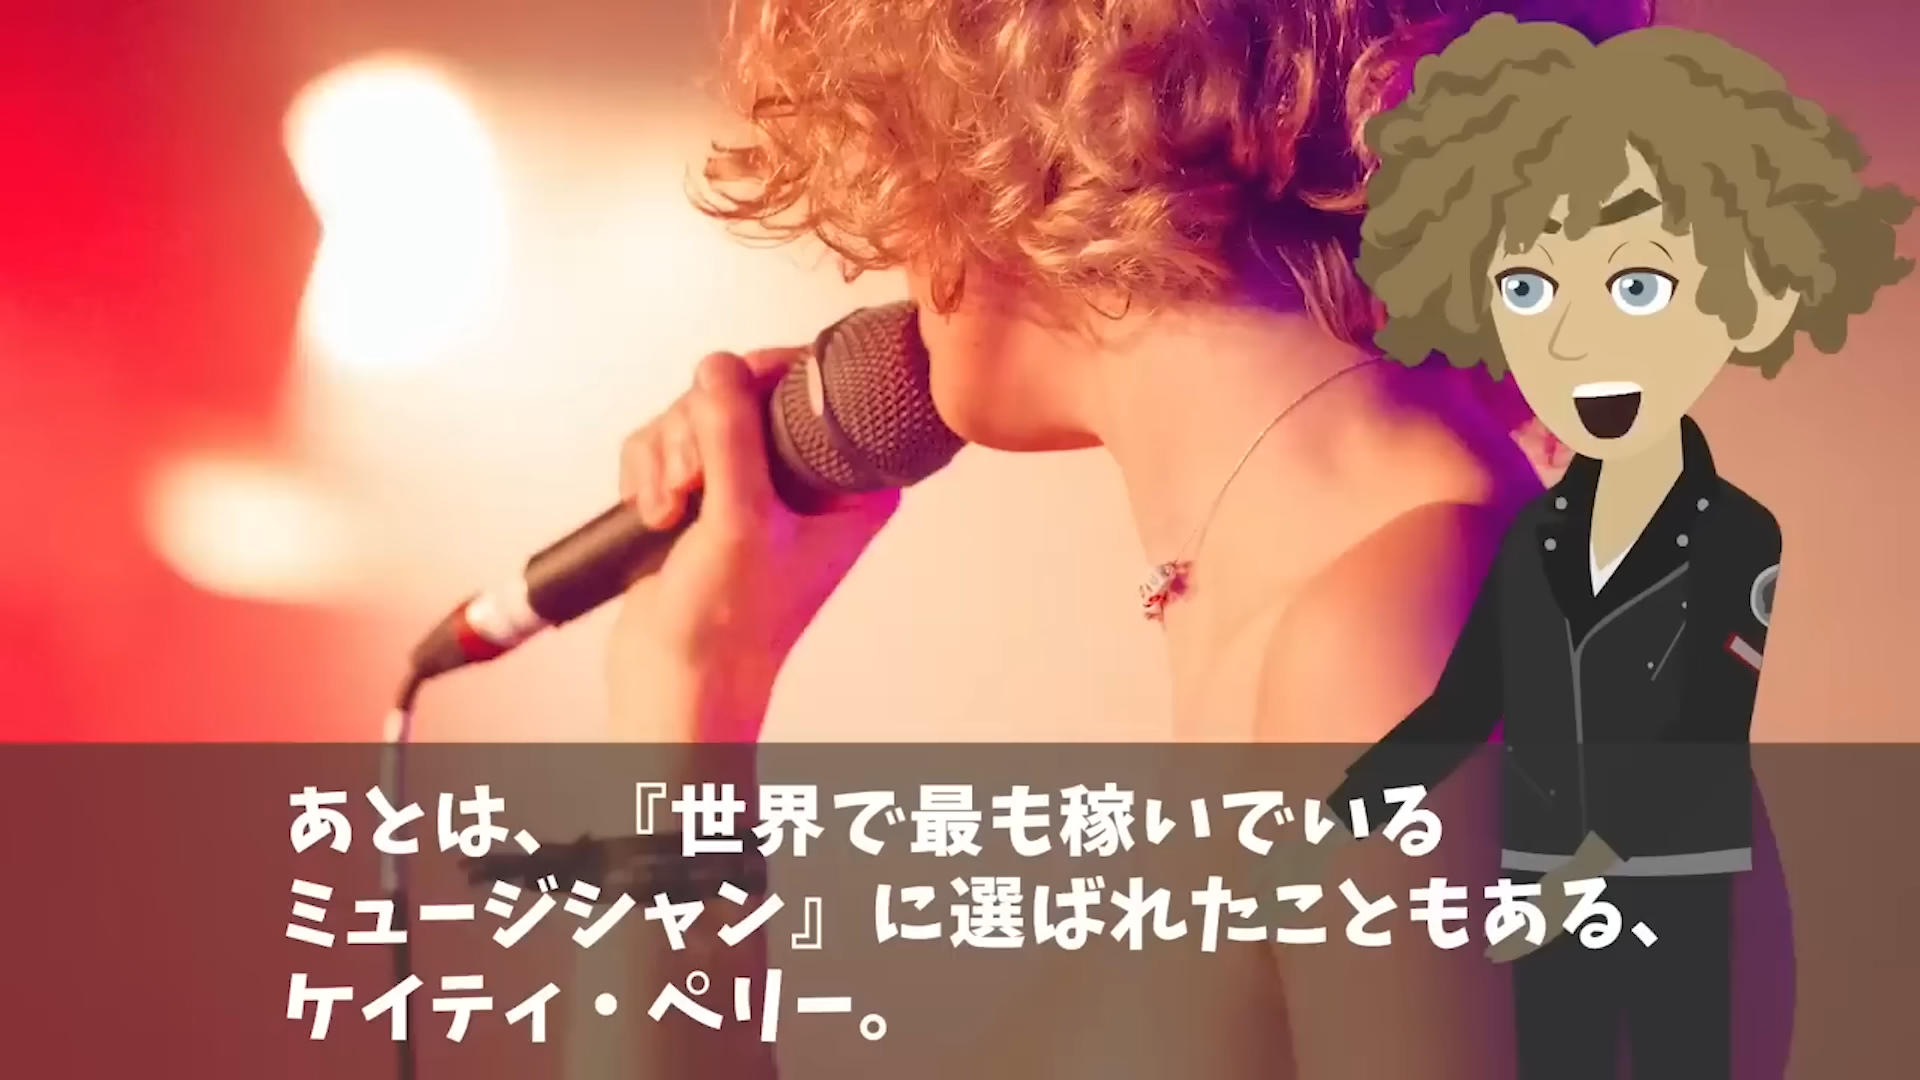 あとは、『世界で最も稼いでいる
ミュージシャン』に選ばれたこともある、
ケイティ・ペリー。